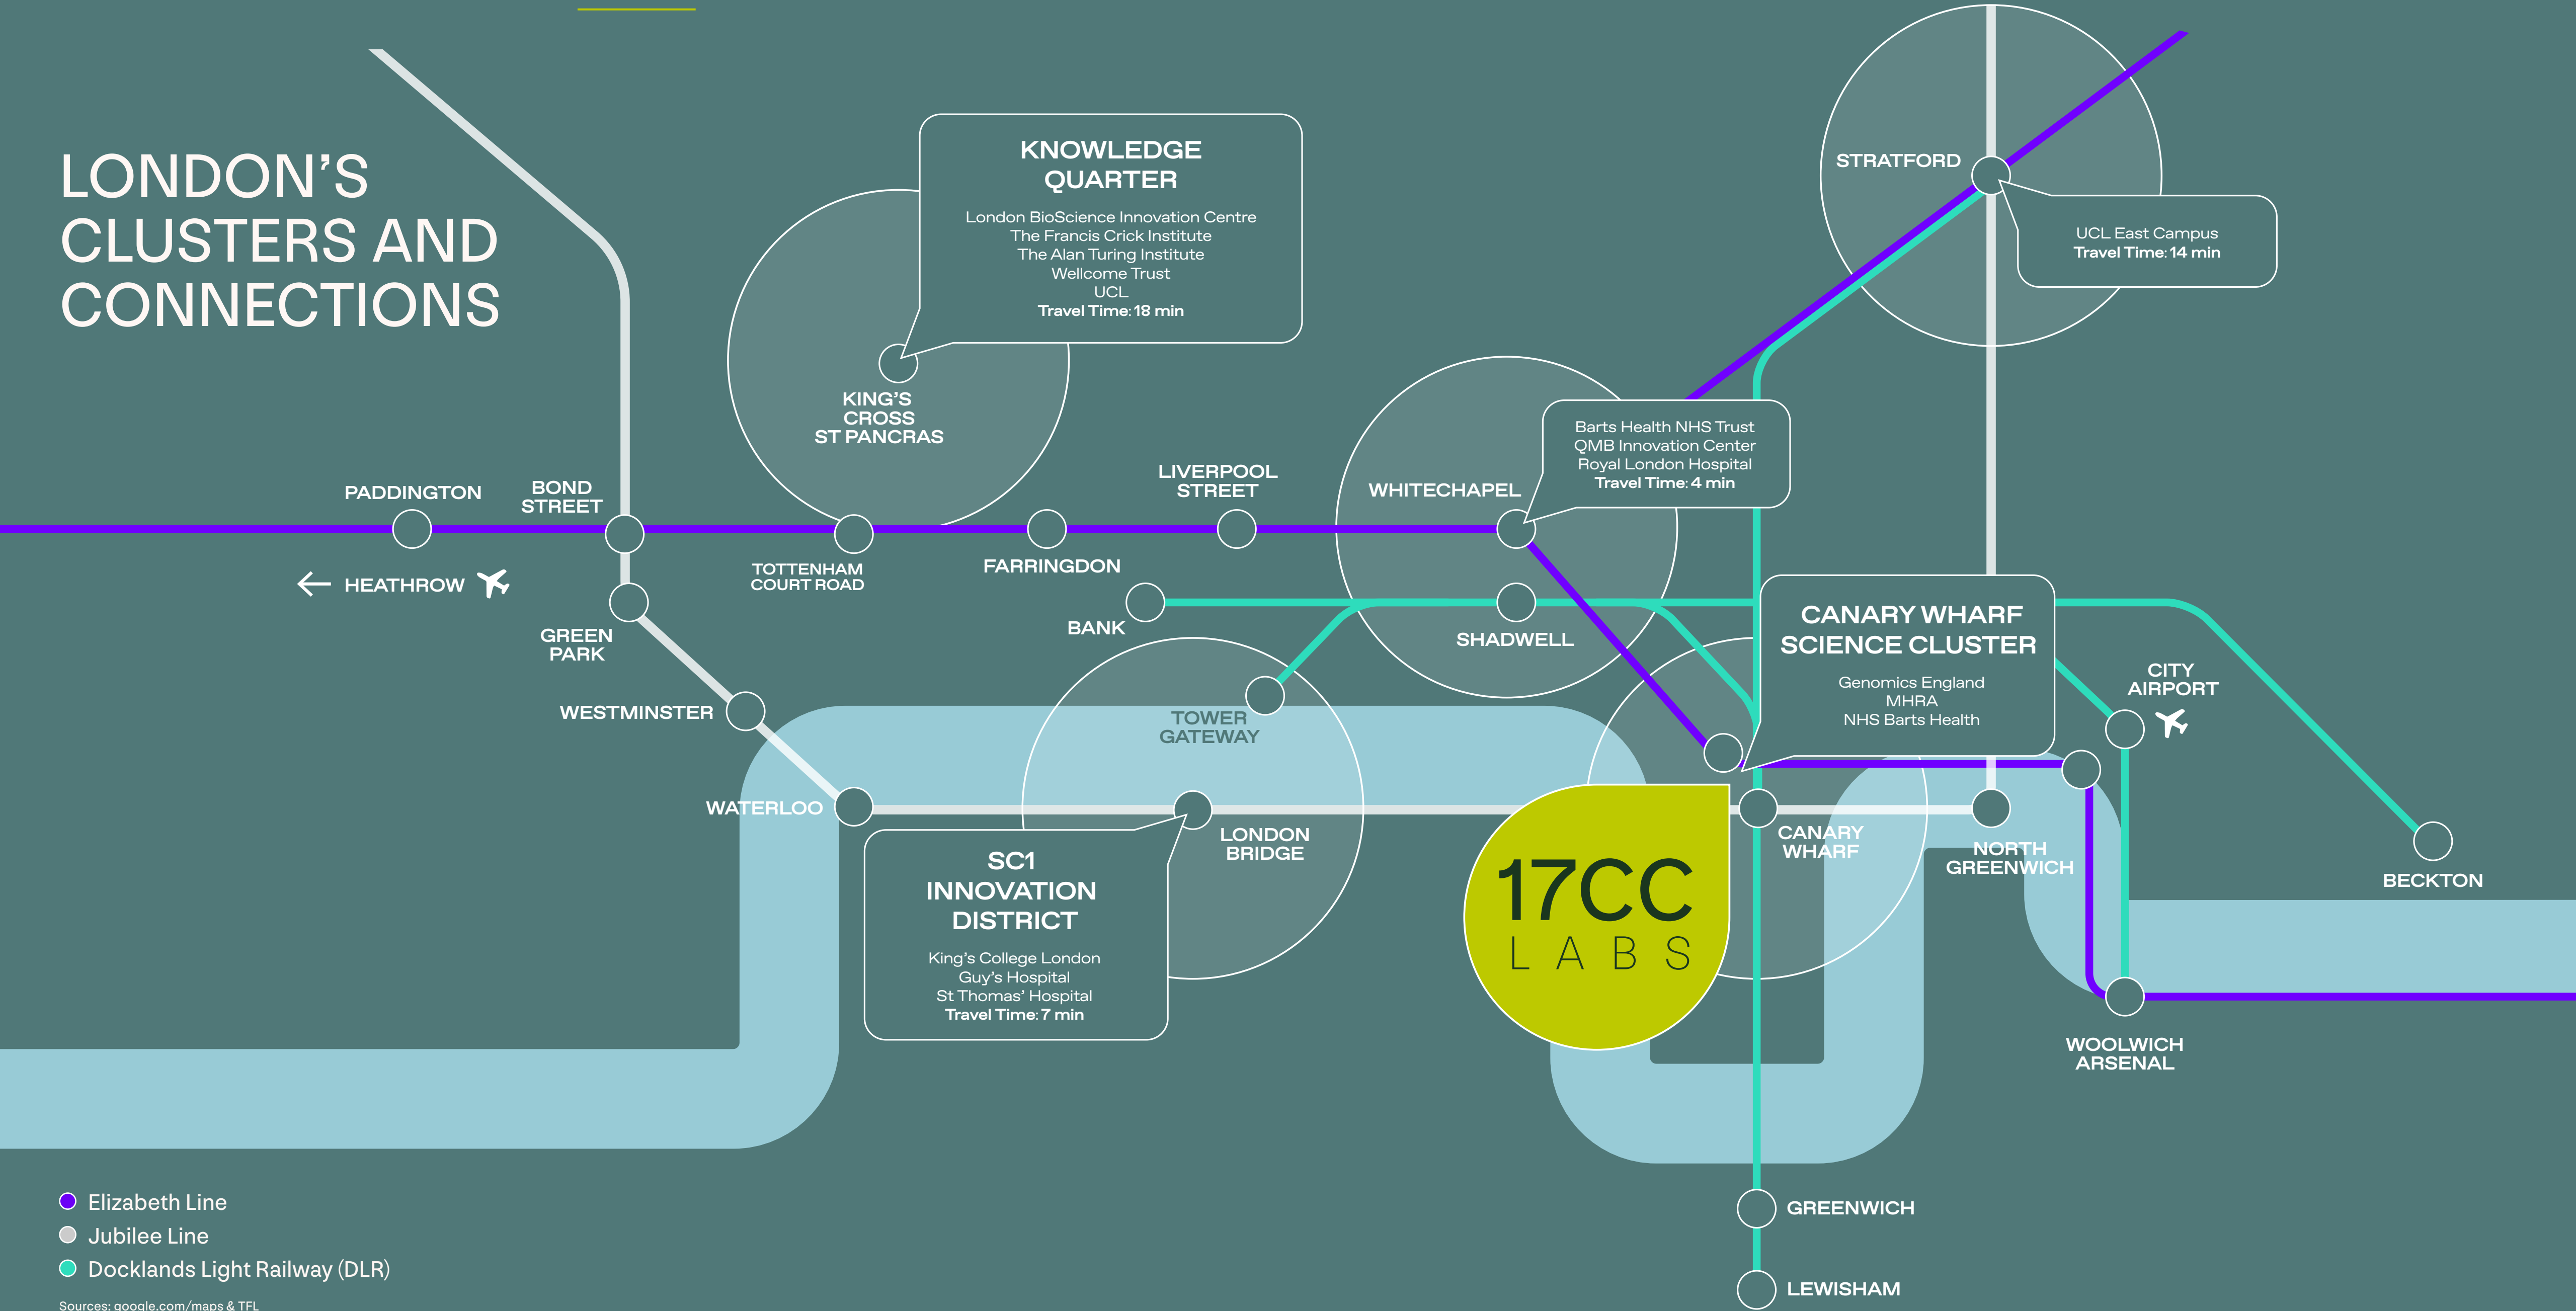 LONDON’S
CLUSTERS AND
CONNECTIONS
KNOWLEDGE
QUARTER
London BioScience Innovation Centre
The Francis Crick Institute
The Alan Turing Institute
Wellcome Trust
UCL
Travel Time: 18 min
KING’S
CROSS
ST PANCRAS
STRATFORD
UCL East Campus
Travel Time: 14 min
Barts Health NHS Trust
QMB Innovation Center
Royal London Hospital
Travel Time: 4 min
PADDINGTON
BOND
STREET
LIVERPOOL
STREET
WHITECHAPEL
HEATHROW
TOTTENHAM
COURT ROAD
FARRINGDON
BANK
SHADWELL
GREEN
PARK
WESTMINSTER
TOWER
GATEWAY
CANARY WHARF
SCIENCE CLUSTER
Genomics England
MHRA
NHS Barts Health
CITY
AIRPORT
WATERLOO
LONDON
BRIDGE
SC1
INNOVATION
DISTRICT
King’s College London
Guy’s Hospital
St Thomas’ Hospital
Travel Time: 7 min
17CC
LABS
CANARY
WHARF
NORTH
GREENWICH
BECKTON
WOOLWICH
ARSENAL
GREENWICH
LEWISHAM
Elizabeth Line
Jubilee Line
Docklands Light Railway (DLR)
Sources: google.com/maps & TFL